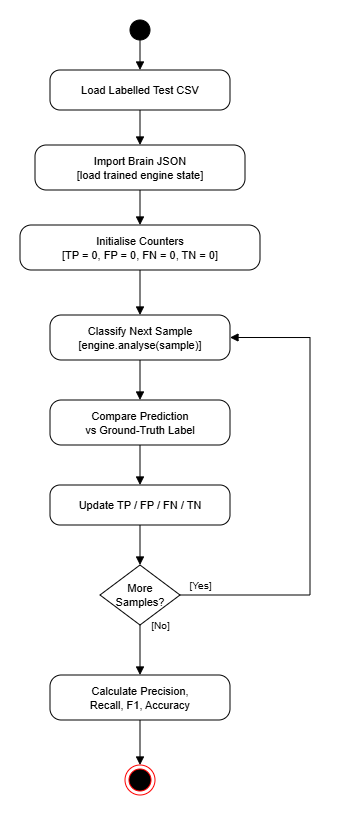 Load Labelled Test CSV
Import Brain JSON
[load trained engine state]
Initialise Counters
[TP = 0, FP = 0, FN = 0, TN = 0]
Classify Next Sample
[engine.analyse(sample)]
Compare Prediction
vs Ground-Truth Label
Update TP / FP / FN / TN
More
Samples?
[Yes]
[No]
Calculate Precision,
Recall, F1, Accuracy